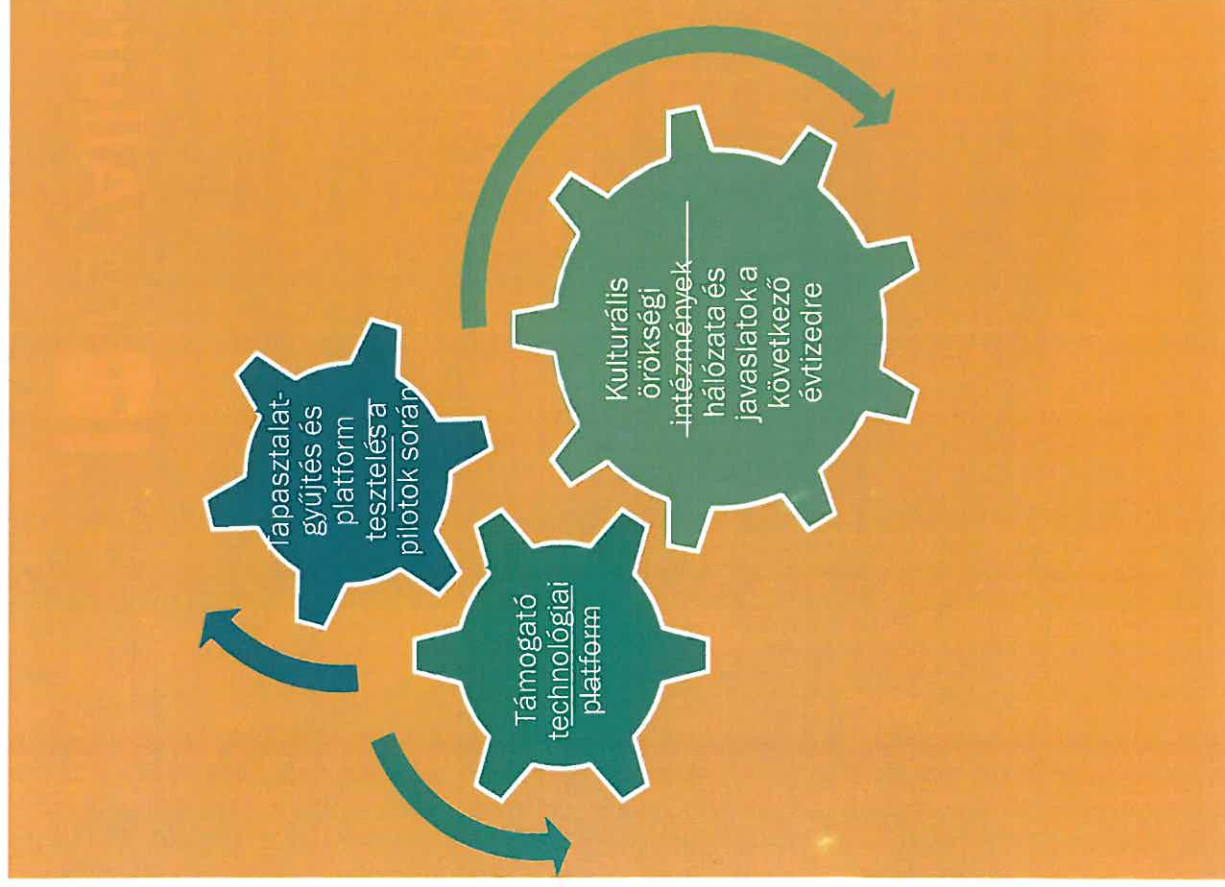 Tapasztalat-
gyűjtés és
platform
tesztelés a
pilotok során
Támogató
technológiai
platform
Kulturális
örökségi
intézmények
hálózata és
javaslatok a
következő
évtizedre